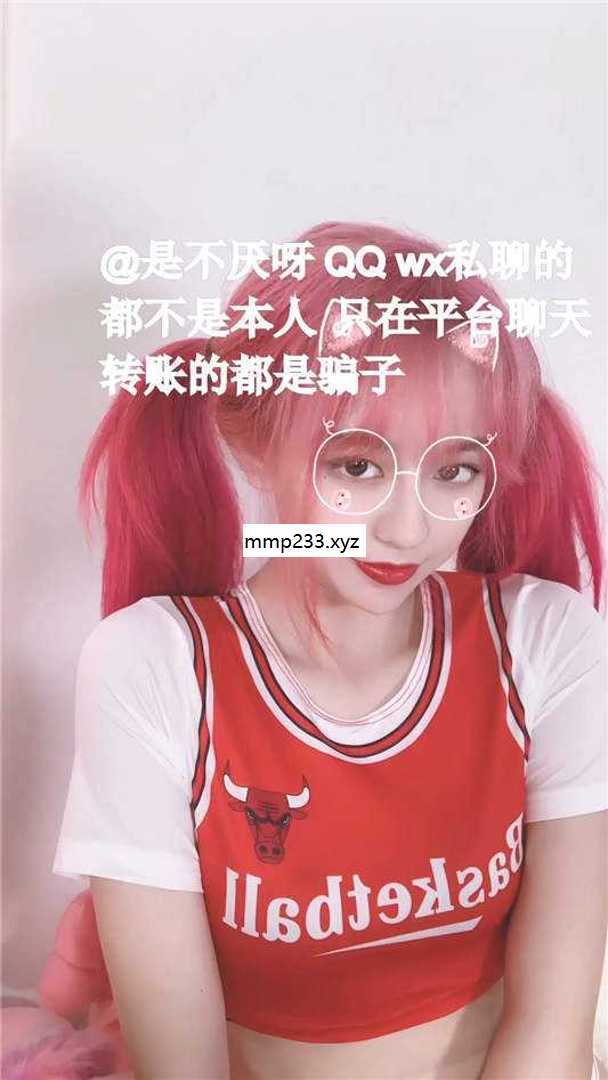 @是不厌呀 QQ wx私聊的
都不是本人 只在平台聊天
转账的都是骗子
mmp233.xyz
Basketball